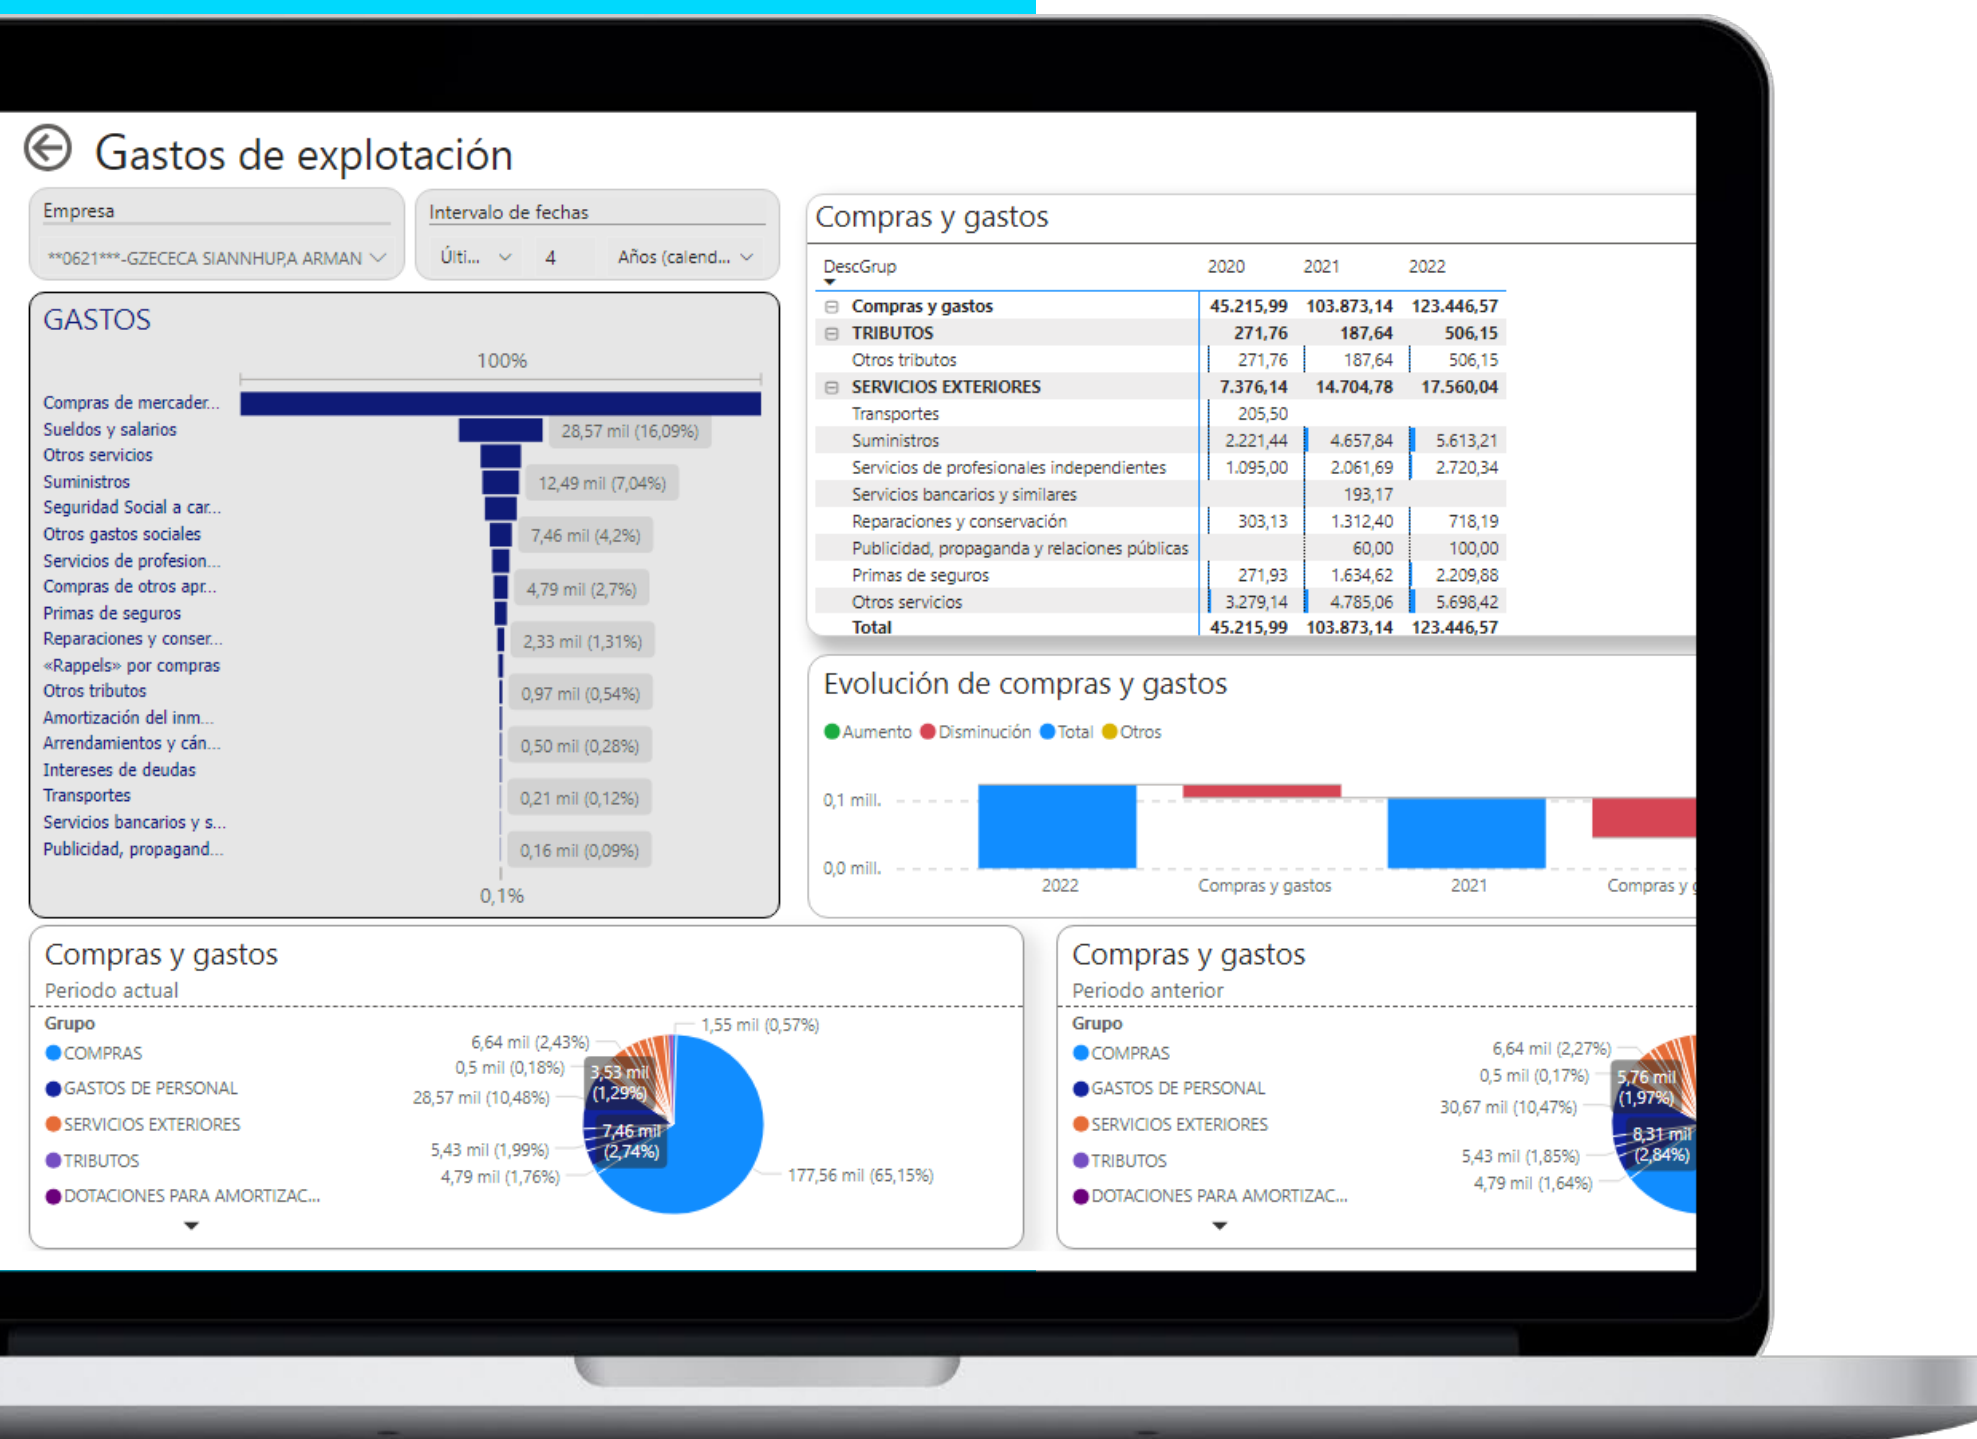 Gastos de explotación
Empresa
**0621***-GZECECA SIANNHUP,A ARMAN
Intervalo de fechas
Últi... 4 Años (calend...
GASTOS
100%
Compras de mercader...
Sueldos y salarios 28,57 mil (16,09%)
Otros servicios
Suministros 12,49 mil (7,04%)
Seguridad Social a car...
Otros gastos sociales 7,46 mil (4,2%)
Servicios de profesion...
Compras de otros apr... 4,79 mil (2,7%)
Primas de seguros
Reparaciones y conser... 2,33 mil (1,31%)
«Rappels» por compras
Otros tributos 0,97 mil (0,54%)
Amortización del inm...
Arrendamientos y cán... 0,50 mil (0,28%)
Intereses de deudas
Transportes 0,21 mil (0,12%)
Servicios bancarios y s...
Publicidad, propagand... 0,16 mil (0,09%)
0,1%
Compras y gastos
DescGrup 2020 2021 2022
Compras y gastos 45.215,99 103.873,14 123.446,57
TRIBUTOS 271,76 187,64 506,15
Otros tributos 271,76 187,64 506,15
SERVICIOS EXTERIORES 7.376,14 14.704,78 17.560,04
Transportes 205,50
Suministros 2.221,44 4.657,84 5.613,21
Servicios de profesionales independientes 1.095,00 2.061,69 2.720,34
Servicios bancarios y similares 193,17
Reparaciones y conservación 303,13 1.312,40 718,19
Publicidad, propaganda y relaciones públicas 60,00 100,00
Primas de seguros 271,93 1.634,62 2.209,88
Otros servicios 3.279,14 4.785,06 5.698,42
Total 45.215,99 103.873,14 123.446,57
Evolución de compras y gastos
Aumento Disminución Total Otros
0,1 mill.
0,0 mill.
2022 Compras y gastos 2021 Compras y g
Compras y gastos
Periodo actual
Grupo
COMPRAS
GASTOS DE PERSONAL
SERVICIOS EXTERIORES
TRIBUTOS
DOTACIONES PARA AMORTIZAC...
1,55 mil (0,57%)
6,64 mil (2,43%)
0,5 mil (0,18%)
3,53 mil
(1,29%)
28,57 mil (10,48%)
7,46 mil
(2,74%)
5,43 mil (1,99%)
4,79 mil (1,76%)
177,56 mil (65,15%)
Compras y gastos
Periodo anterior
Grupo
COMPRAS
GASTOS DE PERSONAL
SERVICIOS EXTERIORES
TRIBUTOS
DOTACIONES PARA AMORTIZAC...
6,64 mil (2,27%)
0,5 mil (0,17%)
5,76 mil
(1,97%)
30,67 mil (10,47%)
8,31 mil
(2,84%)
5,43 mil (1,85%)
4,79 mil (1,64%)